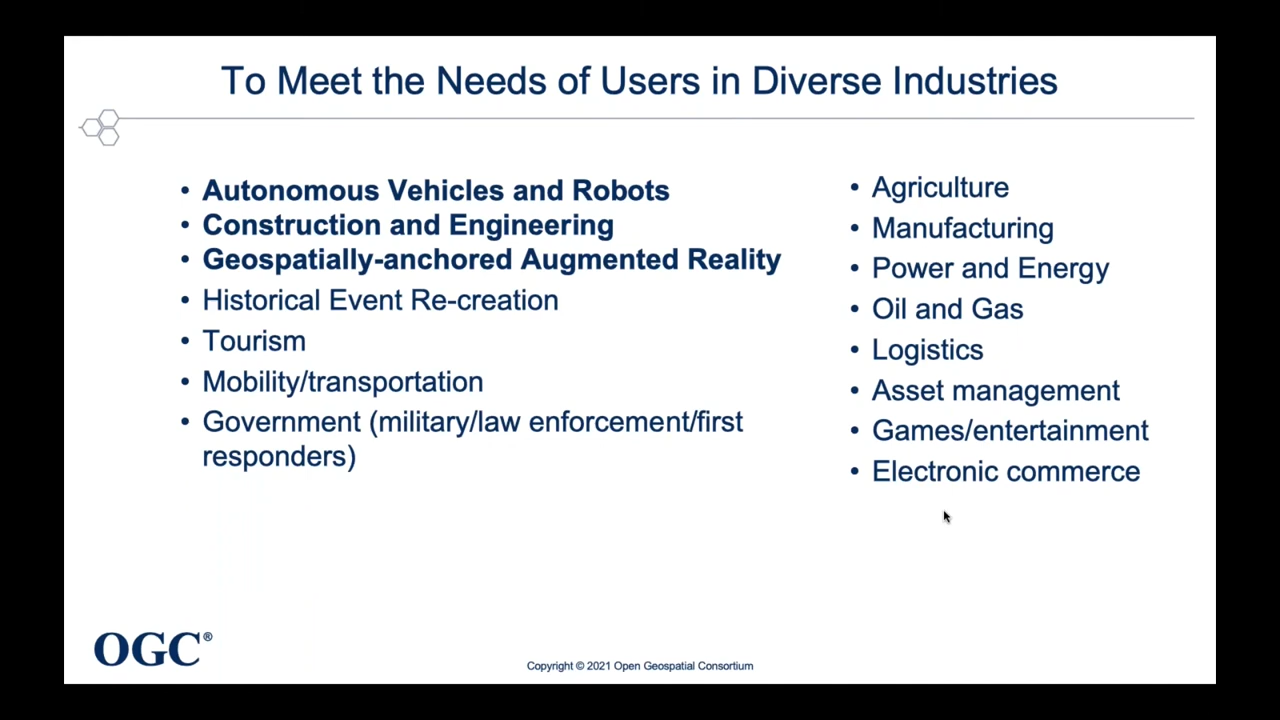 To Meet the Needs of Users in Diverse Industries
• Autonomous Vehicles and Robots
• Construction and Engineering
• Geospatially-anchored Augmented Reality
• Historical Event Re-creation
• Tourism
• Mobility/transportation
• Government (military/law enforcement/first
responders)
• Agriculture
• Manufacturing
• Power and Energy
• Oil and Gas
• Logistics
• Asset management
• Games/entertainment
• Electronic commerce
OGC®
Copyright © 2021 Open Geospatial Consortium